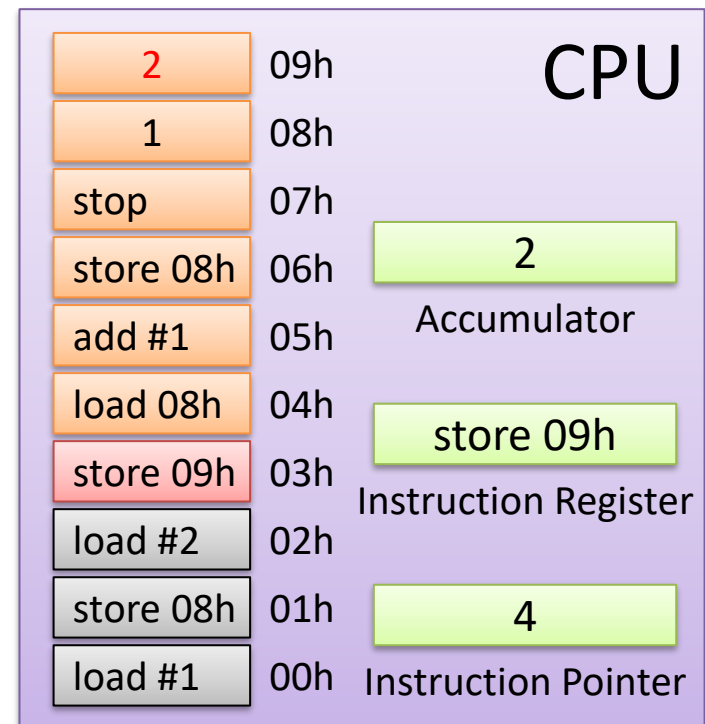 CPU
2 09h
1 08h
stop 07h
store 08h 06h
add #1 05h
load 08h 04h
store 09h 03h
load #2 02h
store 08h 01h
load #1 00h
2
Accumulator
store 09h
Instruction Register
4
Instruction Pointer